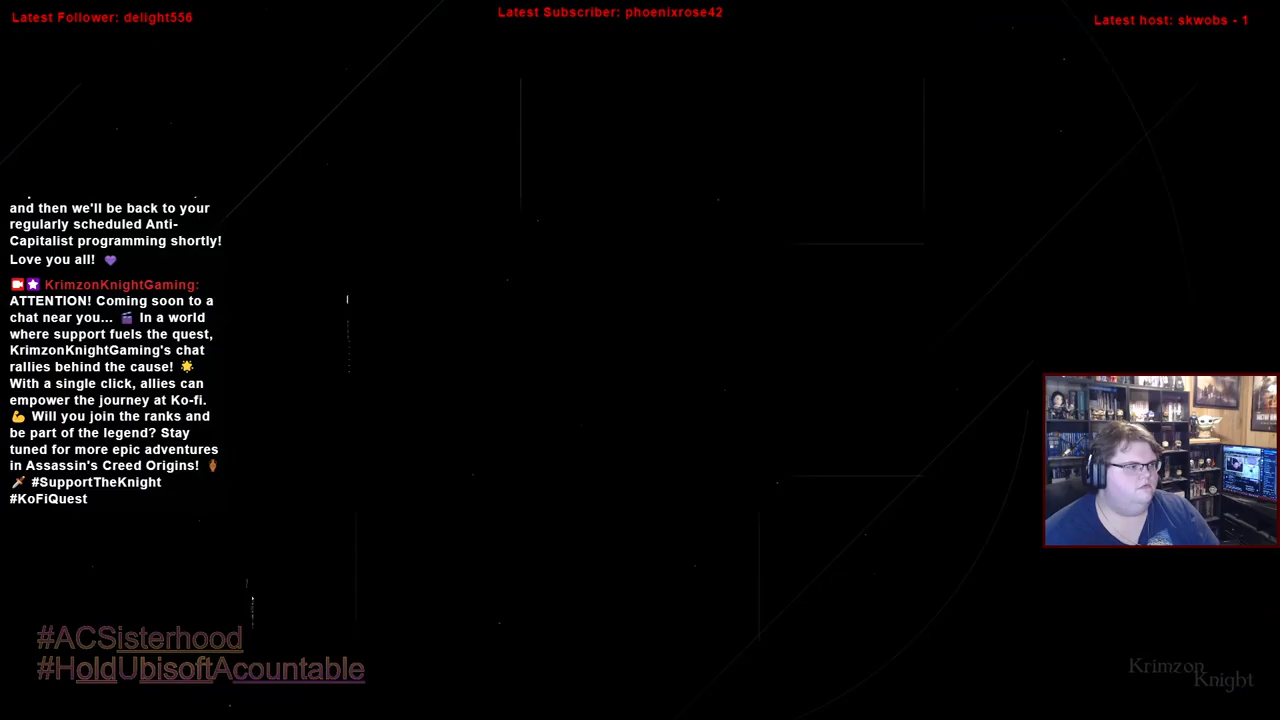 Latest Follower: delight556
Latest Subscriber: phoenixrose42
Latest host: skwobs - 1
and then we'll be back to your
regularly scheduled Anti-
Capitalist programming shortly!
Love you all! 💜
KrimzonKnightGaming:
ATTENTION! Coming soon to a
chat near you... 🎬 In a world
where support fuels the quest,
KrimzonKnightGaming's chat
rallies behind the cause! 🌟
With a single click, allies can
empower the journey at Ko-fi.
💪 Will you join the ranks and
be part of the legend? Stay
tuned for more epic adventures
in Assassin's Creed Origins! 🏺
🗡 #SupportTheKnight
#KoFiQuest
#ACSisterhood
#HoldUbisoftAcountable
Krimzon
Knight